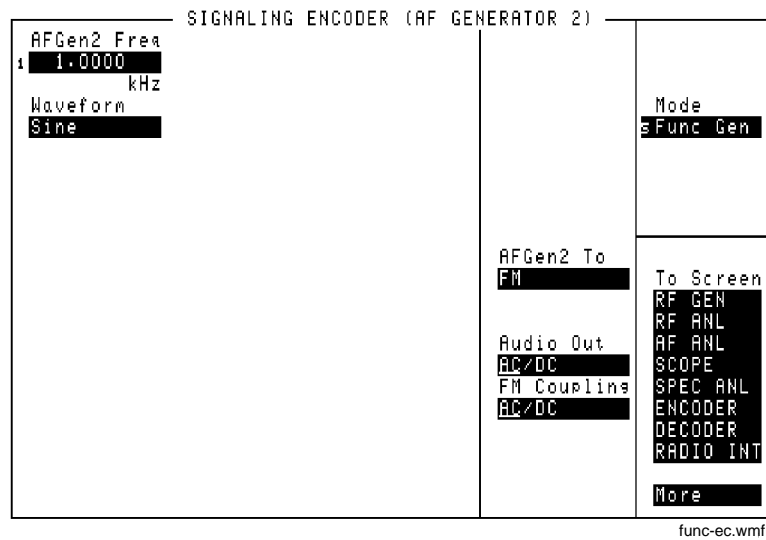 SIGNALING ENCODER (AF GENERATOR 2)
AFGen2 Freq
1 1.0000
kHz
Waveform
Sine
AFGen2 To
FM
Audio Out
AC/DC
FM Coupling
AC/DC
Mode
sFunc Gen
To Screen
RF GEN
RF ANL
AF ANL
SCOPE
SPEC ANL
ENCODER
DECODER
RADIO INT
More
func-ec.wmf